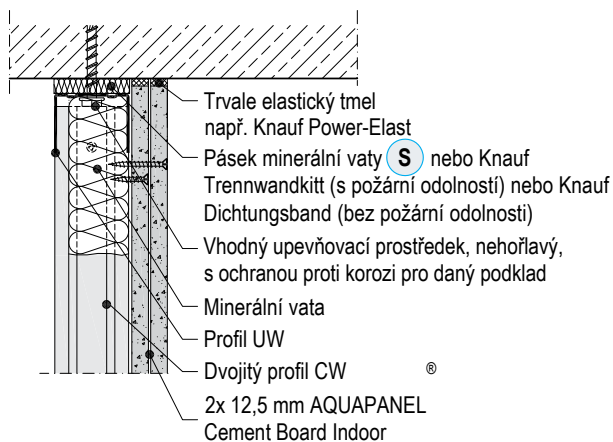 Trvale elastický tmel
např. Knauf Power-Elast
Pásek minerální vaty S nebo Knauf
Trennwandkitt (s požární odolností) nebo Knauf
Dichtungsband (bez požární odolnosti)
Vhodný upevňovací prostředek, nehořlavý,
s ochranou proti korozi pro daný podklad
Minerální vata
Profil UW
Dvojitý profil CW ®
2x 12,5 mm AQUAPANEL
Cement Board Indoor